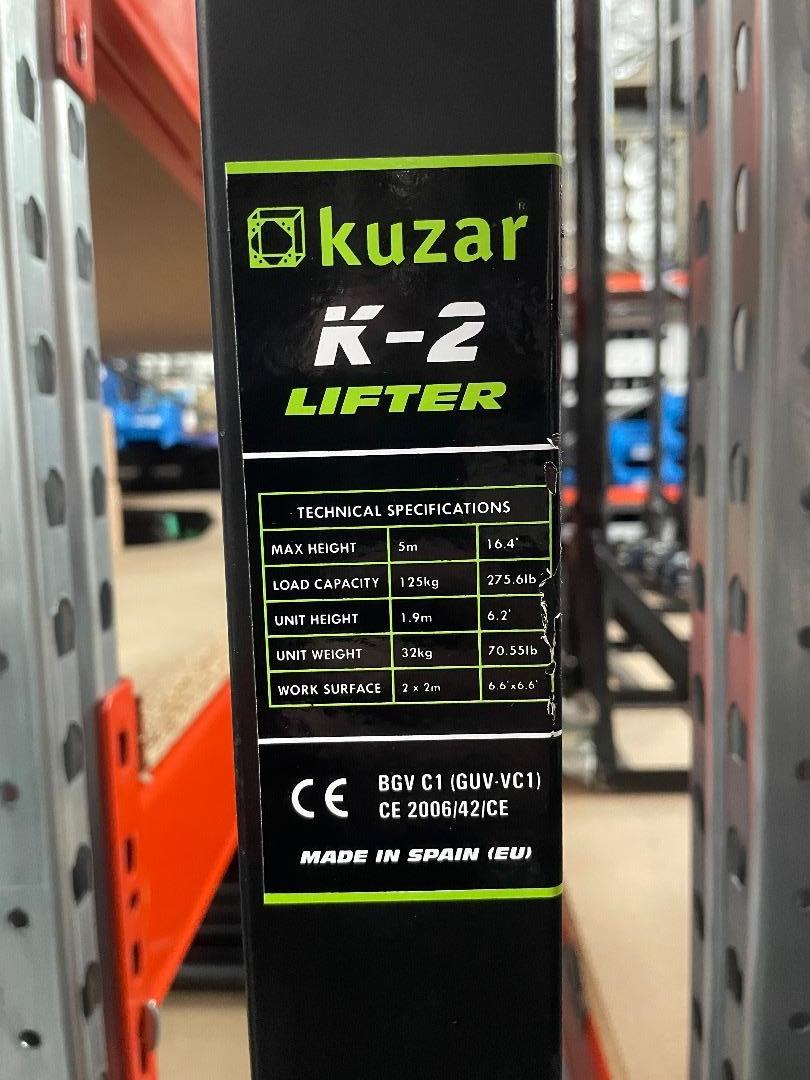 kuzar®
K-2
LIFTER
TECHNICAL SPECIFICATIONS
MAX HEIGHT 5m 16.4'
LOAD CAPACITY 125kg 275.6lb
UNIT HEIGHT 1.9m 6.2'
UNIT WEIGHT 32kg 70.55lb
WORK SURFACE 2 x 2m 6.6'x6.6'
CE BGV C1 (GUV-VC1)
CE 2006/42/CE
MADE IN SPAIN (EU)